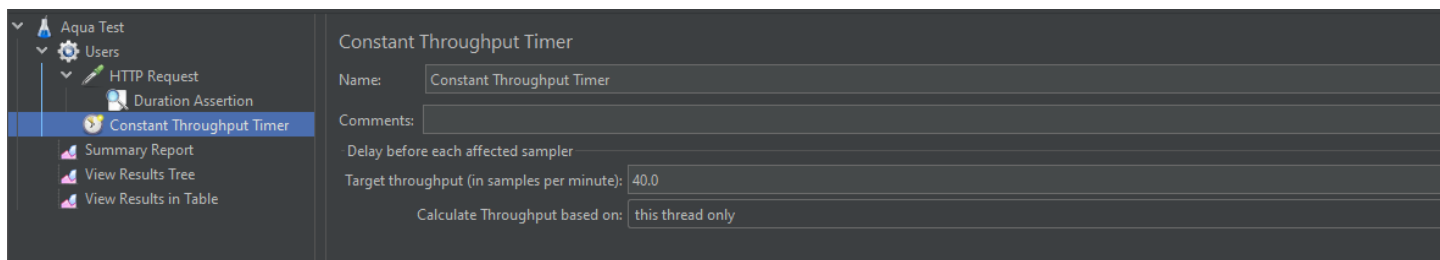 Aqua Test
Users
HTTP Request
Duration Assertion
Constant Throughput Timer
Summary Report
View Results Tree
View Results in Table
Constant Throughput Timer
Name: Constant Throughput Timer
Comments:
Delay before each affected sampler
Target throughput (in samples per minute): 40.0
Calculate Throughput based on: this thread only